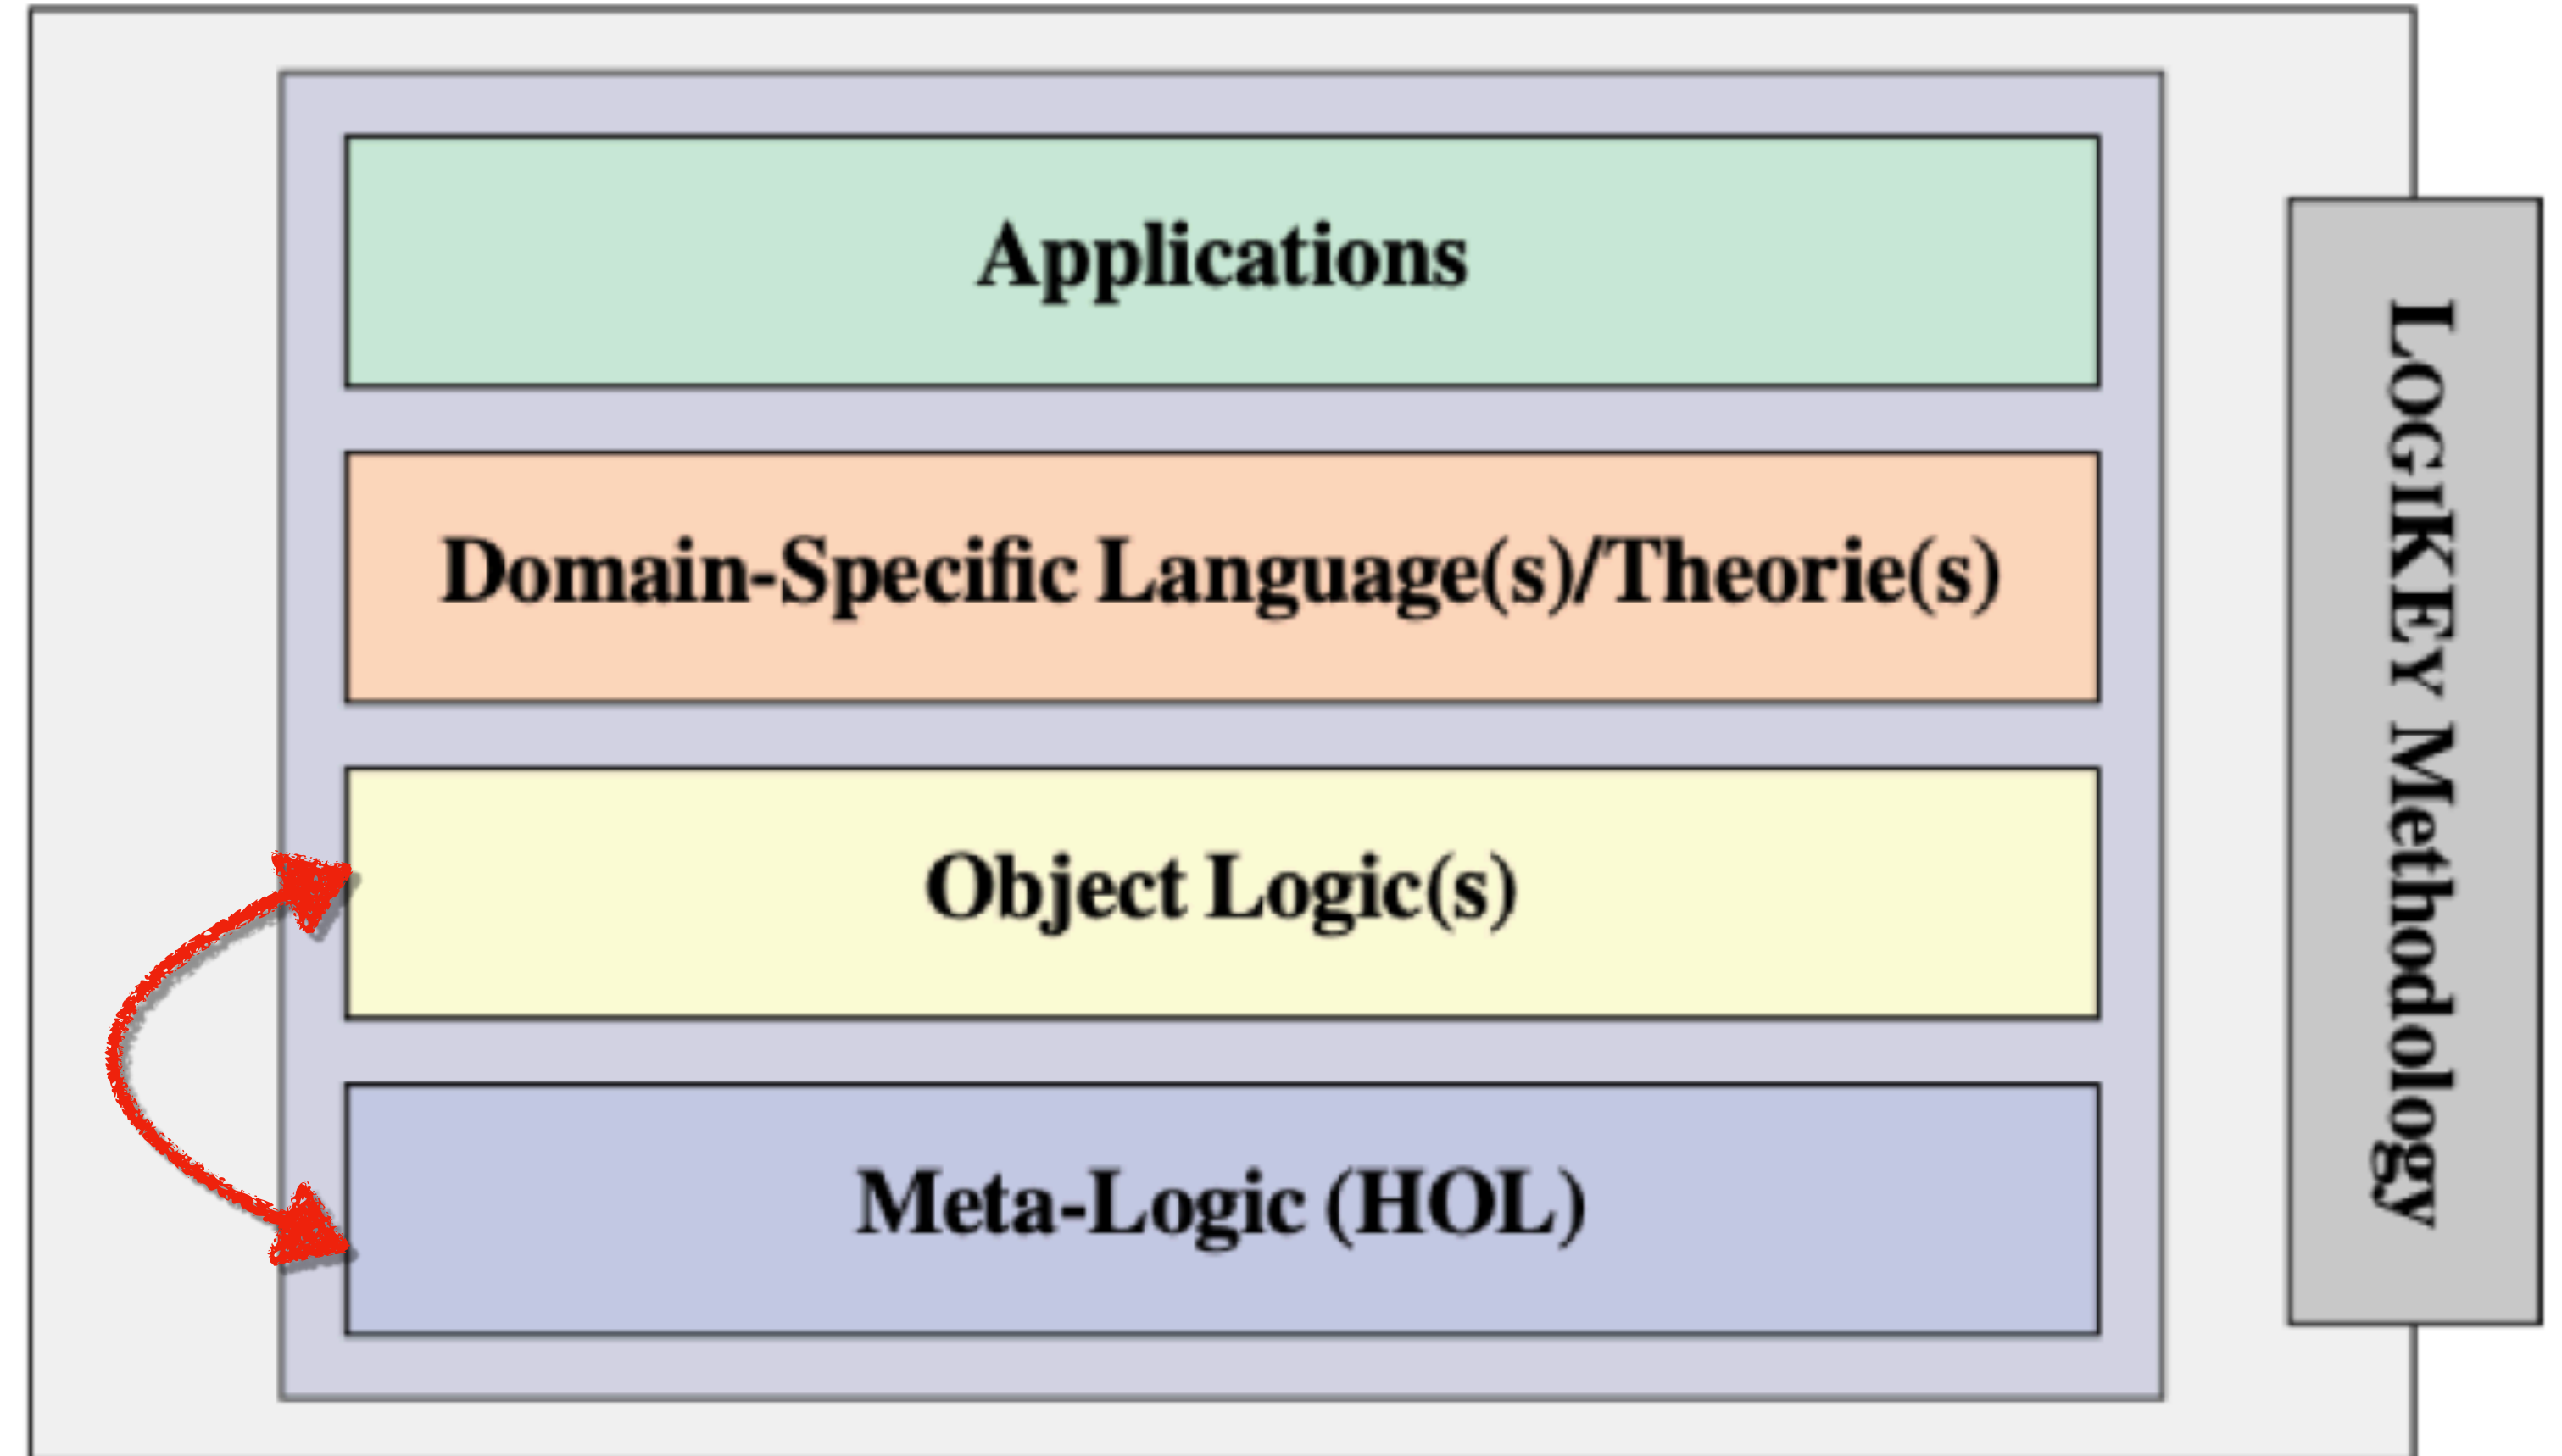 Applications
Domain-Specific Language(s)/Theorie(s)
Object Logic(s)
Meta-Logic (HOL)
LOGIKEY Methodology